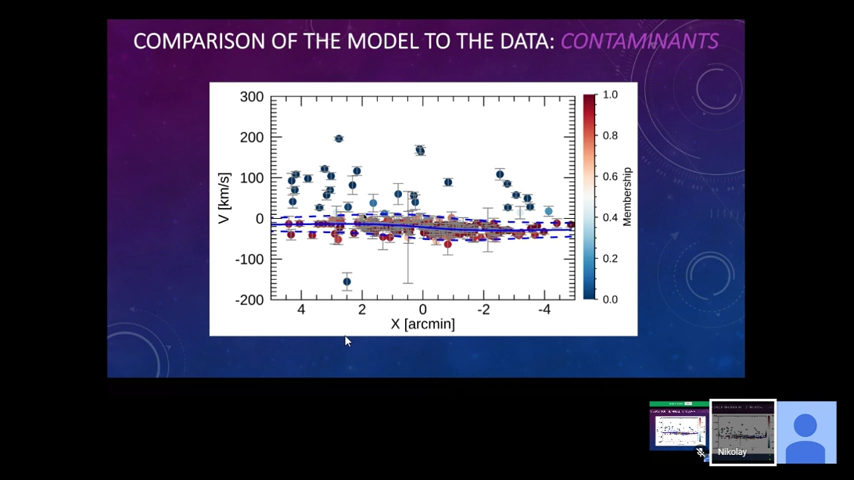 COMPARISON OF THE MODEL TO THE DATA: CONTAMINANTS
300
200
100
0
-100
-200
V [km/s]
4 2 0 -2 -4
X [arcmin]
1.0
0.8
0.6
0.4
0.2
0.0
Membership
Nikolay